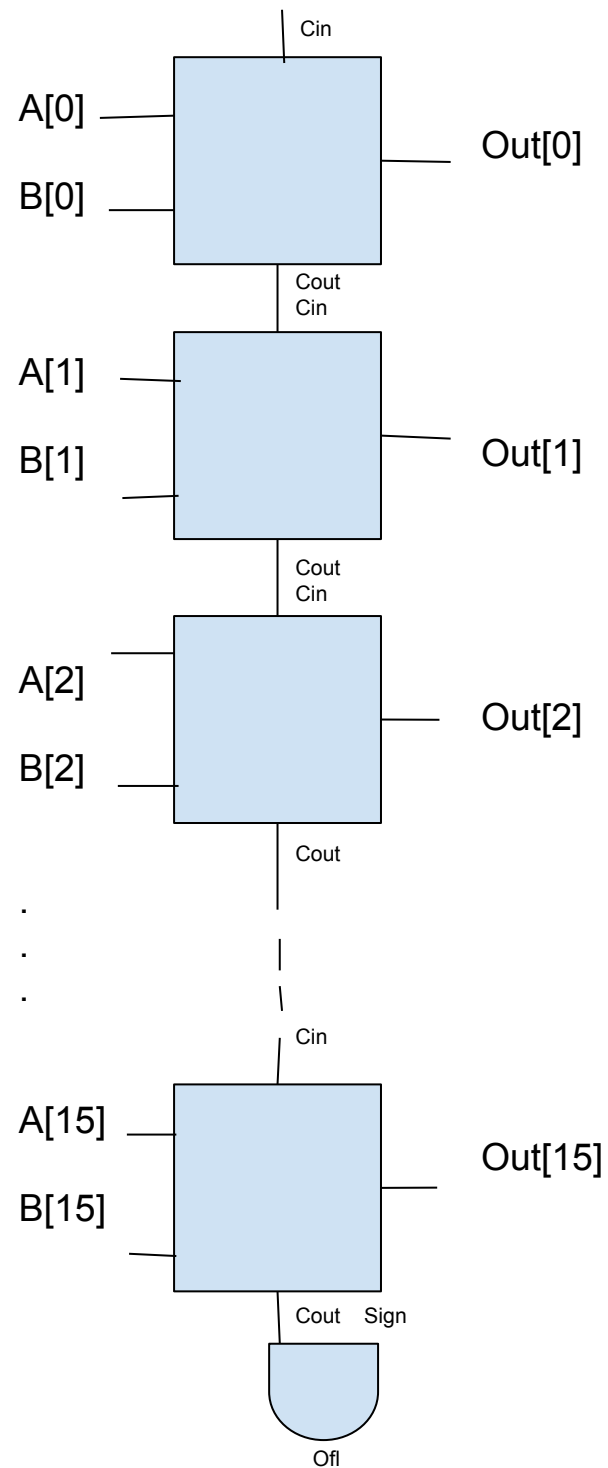 Cin
A[0]
Out[0]
B[0]
Cout
Cin
A[1]
Out[1]
B[1]
Cout
Cin
A[2]
Out[2]
B[2]
Cout
.
.
.
Cin
A[15]
Out[15]
B[15]
Cout Sign
Ofl